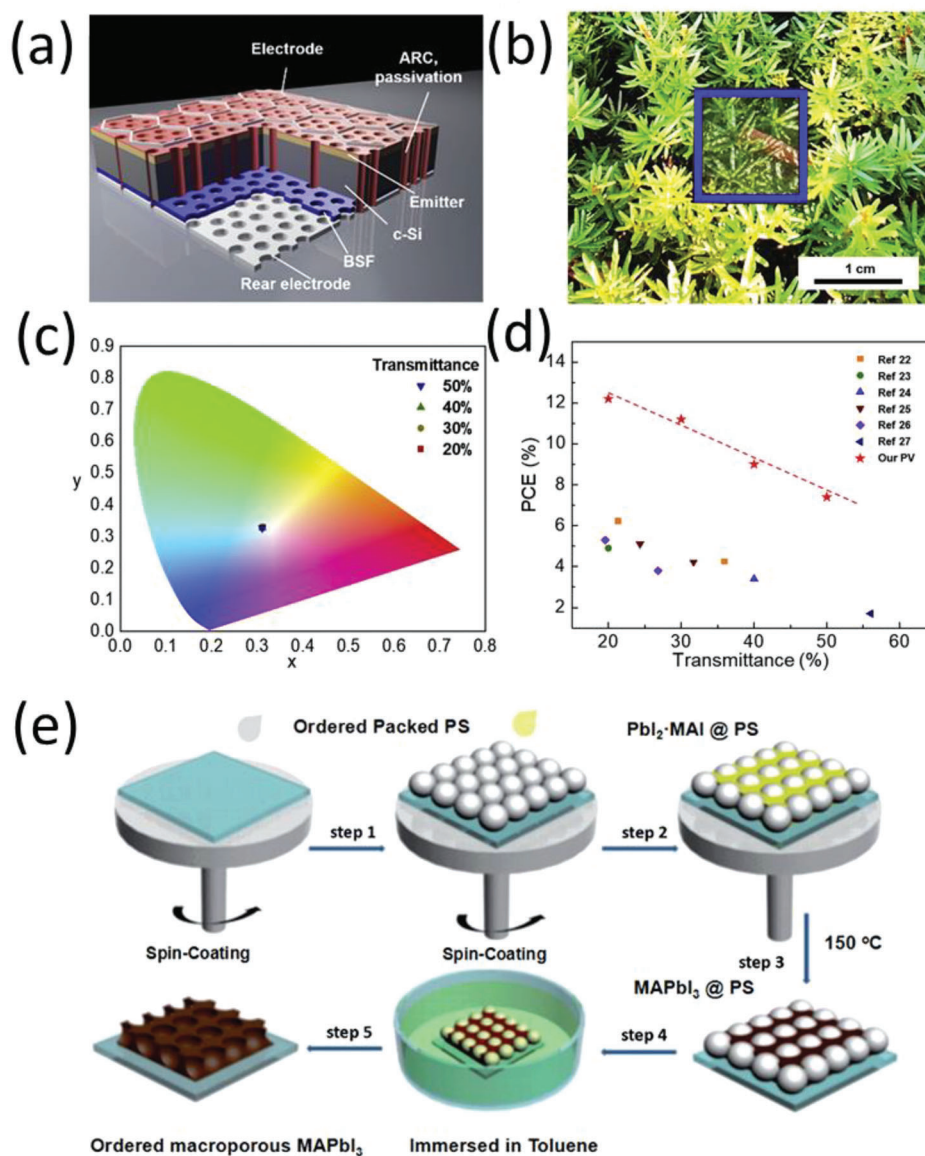 (a)
Electrode
ARC,
passivation
Emitter
c-Si
BSF
Rear electrode
(b)
1 cm
(c)
0.9
0.8
0.7
0.6
0.5
0.4
0.3
0.2
0.1
0.0
y
0.0 0.1 0.2 0.3 0.4 0.5 0.6 0.7 0.8
x
Transmittance
50%
40%
30%
20%
(d)
14
12
10
8
6
4
2
PCE (%)
20 30 40 50 60
Transmittance (%)
Ref 22
Ref 23
Ref 24
Ref 25
Ref 26
Ref 27
Our PV
(e)
Ordered Packed PS
PbI₂·MAI @ PS
step 1
step 2
Spin-Coating
Spin-Coating
step 3
150 °C
MAPbI₃ @ PS
step 5
step 4
Ordered macroporous MAPbI₃
Immersed in Toluene